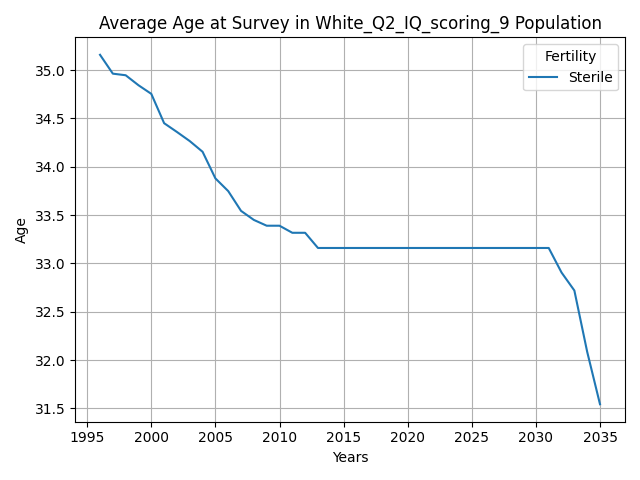 Average Age at Survey in White_Q2_IQ_scoring_9 Population
Fertility
Sterile
Age
35.0
34.5
34.0
33.5
33.0
32.5
32.0
31.5
1995 2000 2005 2010 2015 2020 2025 2030 2035
Years